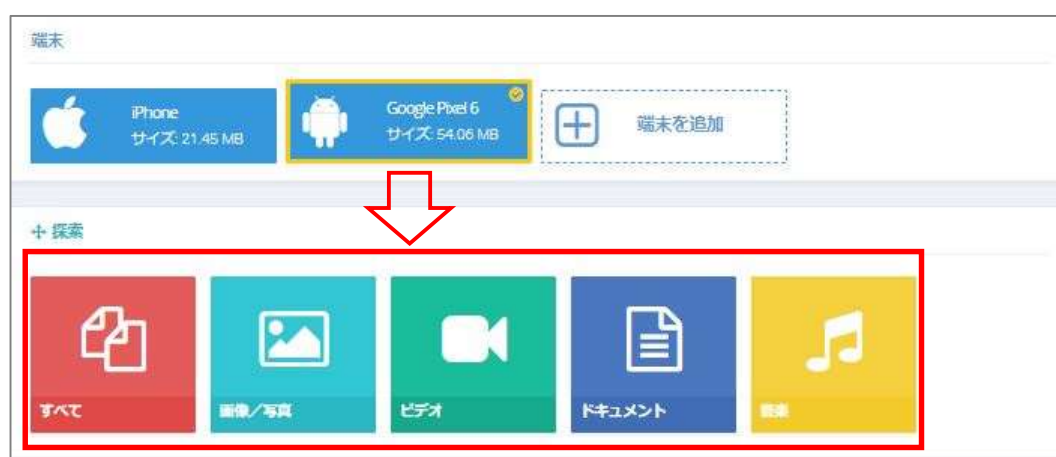 端末
iPhone
サイズ: 21.45 MB
Google Pixel 6
サイズ: 54.06 MB
端末を追加
探索
すべて
画像／写真
ビデオ
ドキュメント
音楽